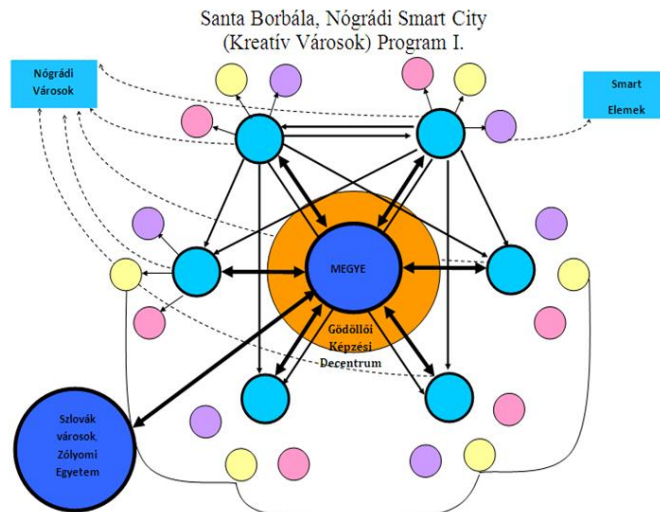 Santa Borbála, Nógrádi Smart City
(Kreatív Városok) Program I.
Nógrádi
Városok
Smart
Elemek
MEGYE
Gödöllői
Képzési
Decentrum
Szlovák
városok,
Zólyomi
Egyetem